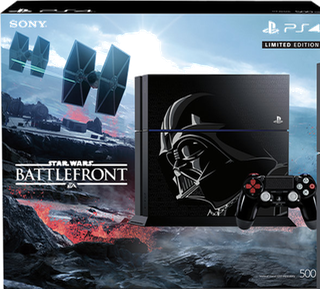 SONY
PS4
LIMITED EDITION
STAR WARS
BATTLEFRONT
EA
500